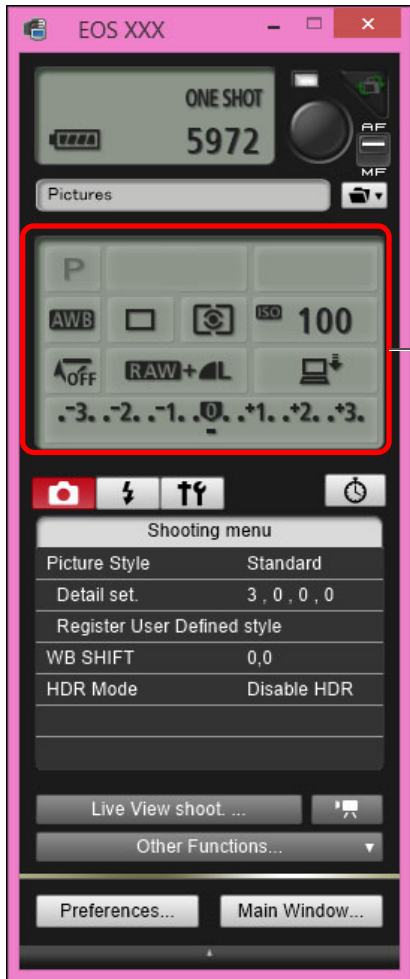 EOS XXX
ONE SHOT
5972
AF
MF
Pictures
P
AWB ISO 100
OFF RAW+L
.-3. .-2. .-1. .0. .+1. .+2. .+3.
Shooting menu
Picture Style Standard
Detail set. 3 , 0 , 0 , 0
Register User Defined style
WB SHIFT 0,0
HDR Mode Disable HDR
Live View shoot. ...
Other Functions...
Preferences... Main Window...